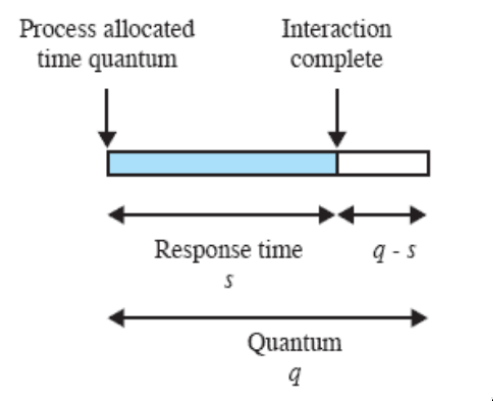 Process allocated
time quantum
Interaction
complete
Response time
s
q - s
Quantum
q